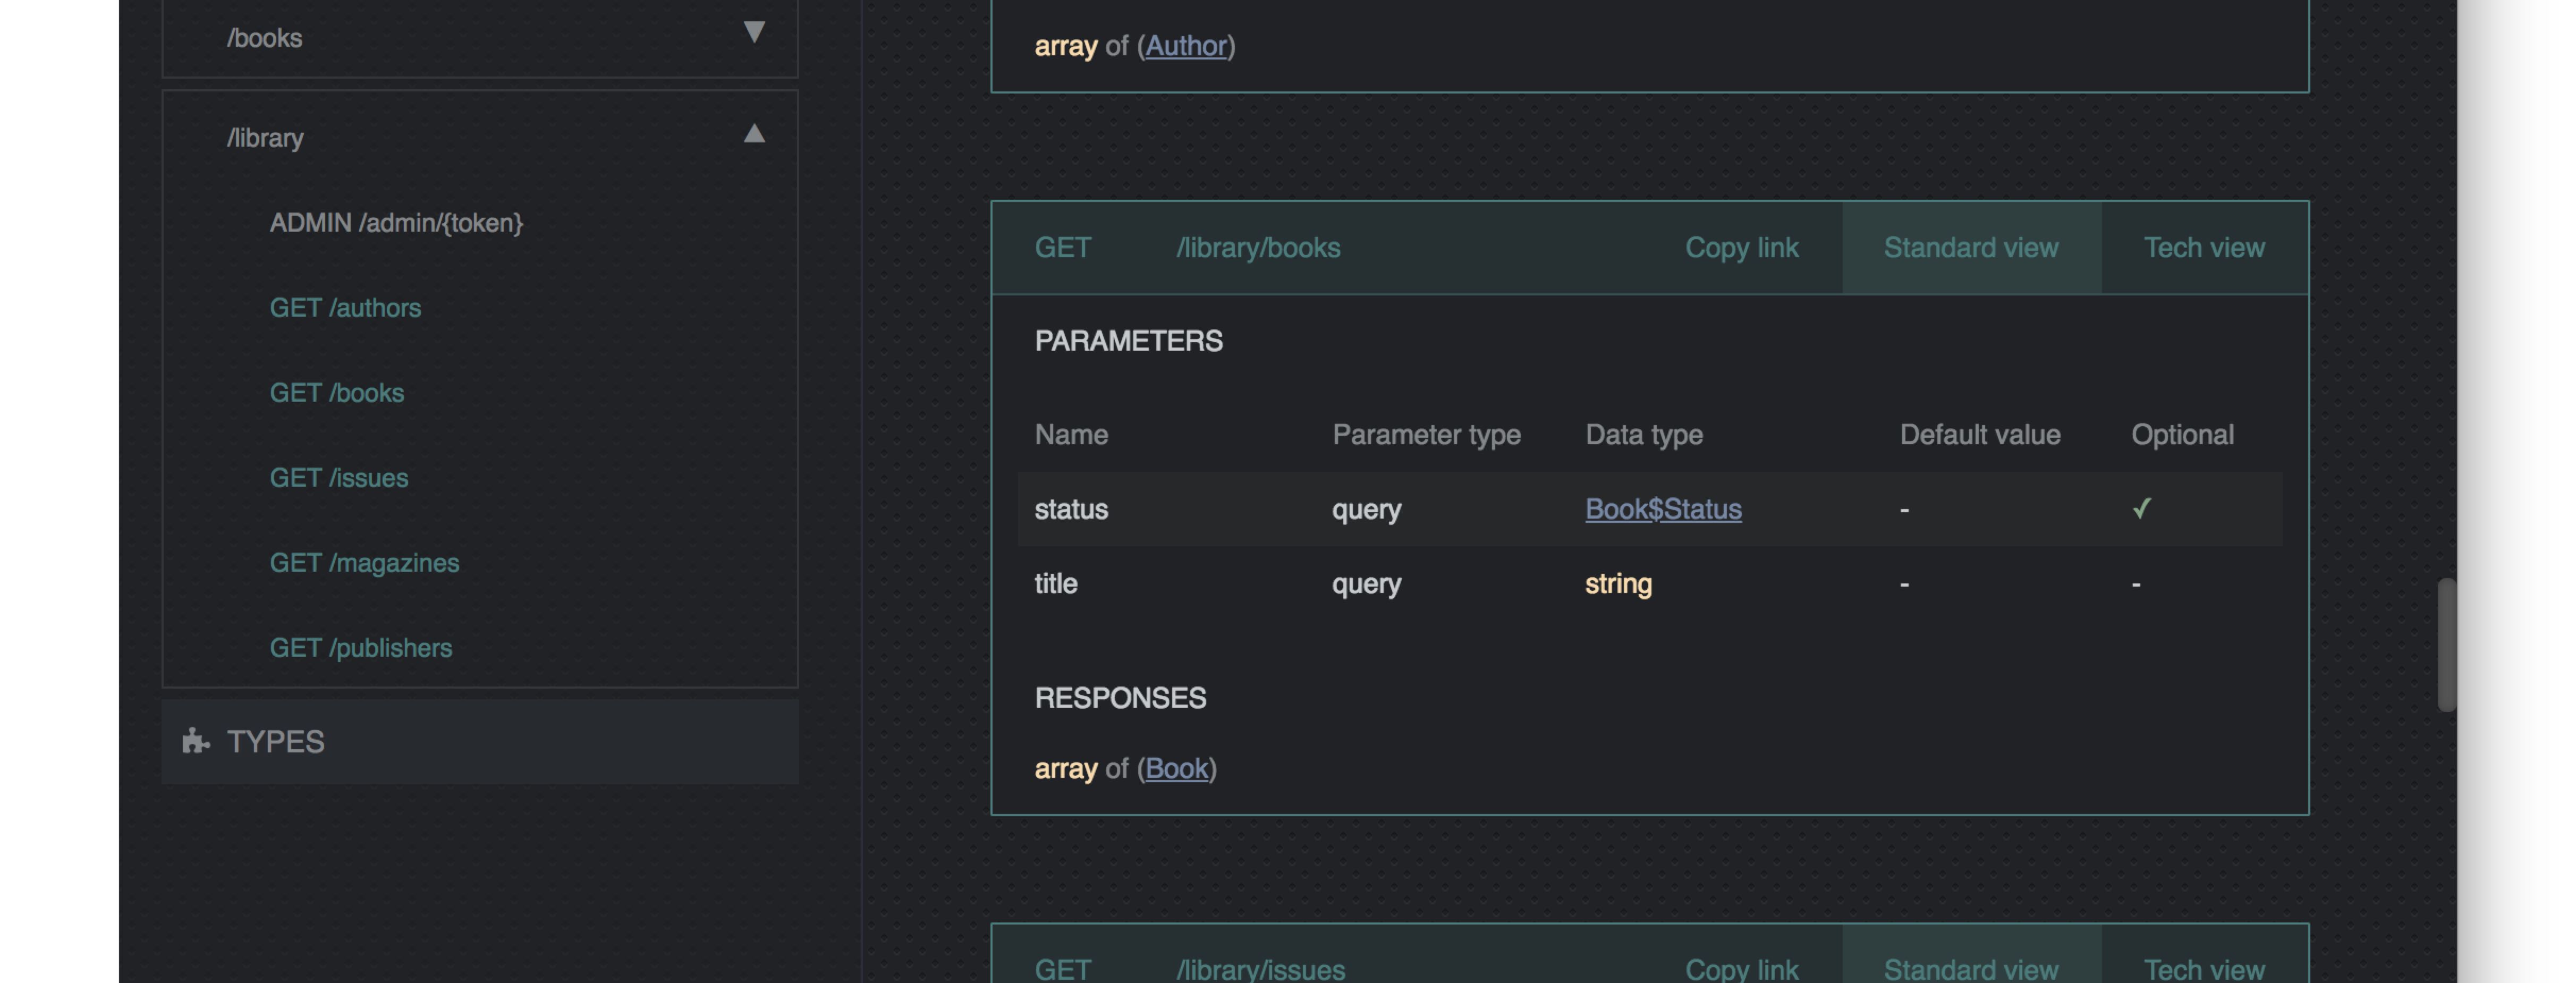 /books
/library
ADMIN /admin/{token}
GET /authors
GET /books
GET /issues
GET /magazines
GET /publishers
TYPES
array of (Author)
GET /library/books Copy link Standard view Tech view
PARAMETERS
Name Parameter type Data type Default value Optional
status query Book$Status - ✓
title query string - -
RESPONSES
array of (Book)
GET /library/issues Copy link Standard view Tech view